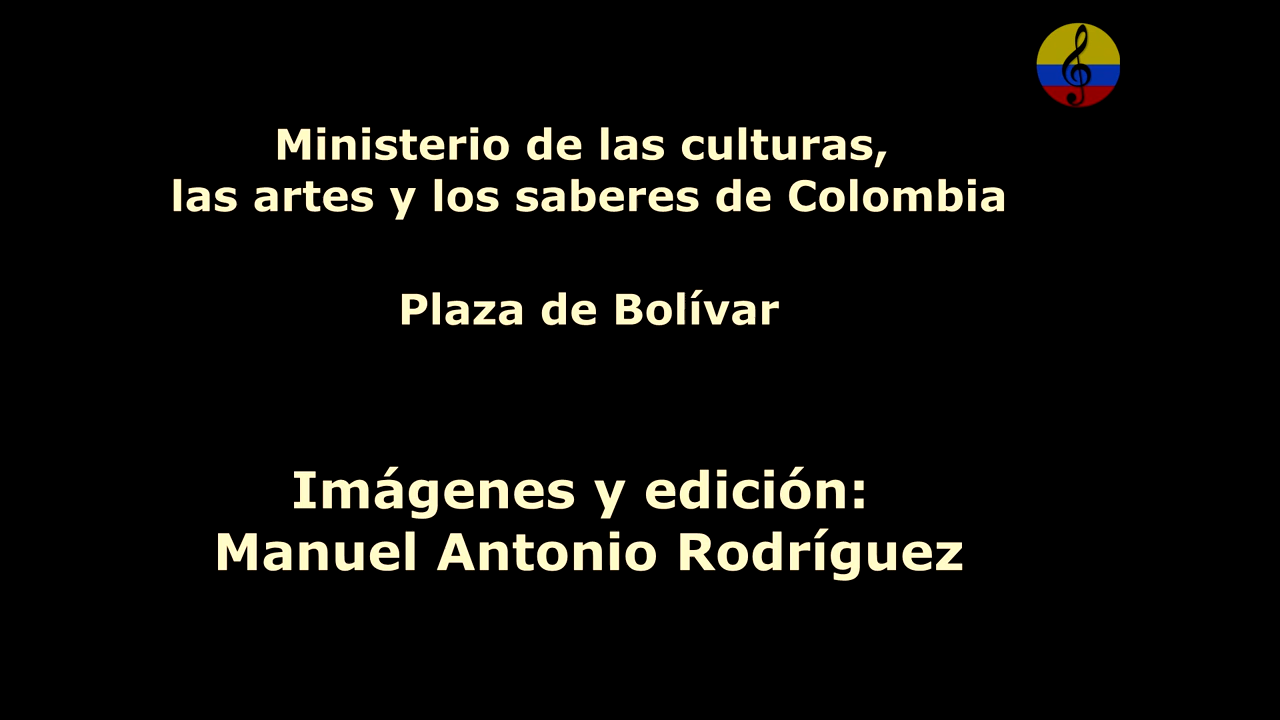 Ministerio de las culturas,
las artes y los saberes de Colombia
Plaza de Bolívar
Imágenes y edición:
Manuel Antonio Rodríguez